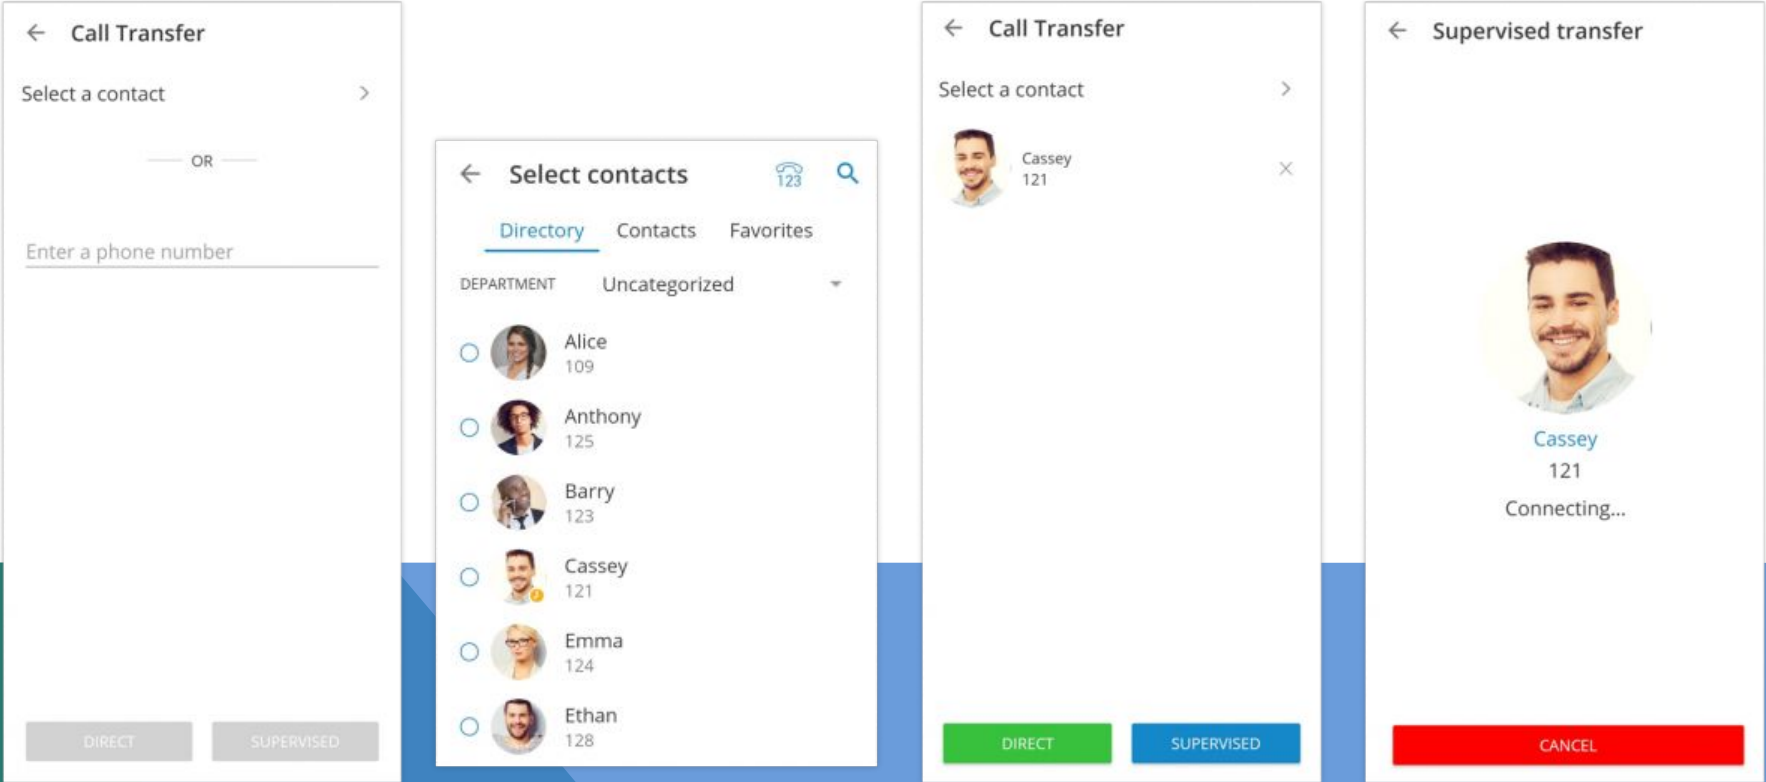 Call Transfer
Select a contact
OR
Enter a phone number
DIRECT SUPERVISED
Select contacts 123
Directory Contacts Favorites
DEPARTMENT Uncategorized
Alice
109
Anthony
125
Barry
123
Cassey
121
Emma
124
Ethan
128
Call Transfer
Select a contact
Cassey
121
DIRECT SUPERVISED
Supervised transfer
Cassey
121
Connecting...
CANCEL